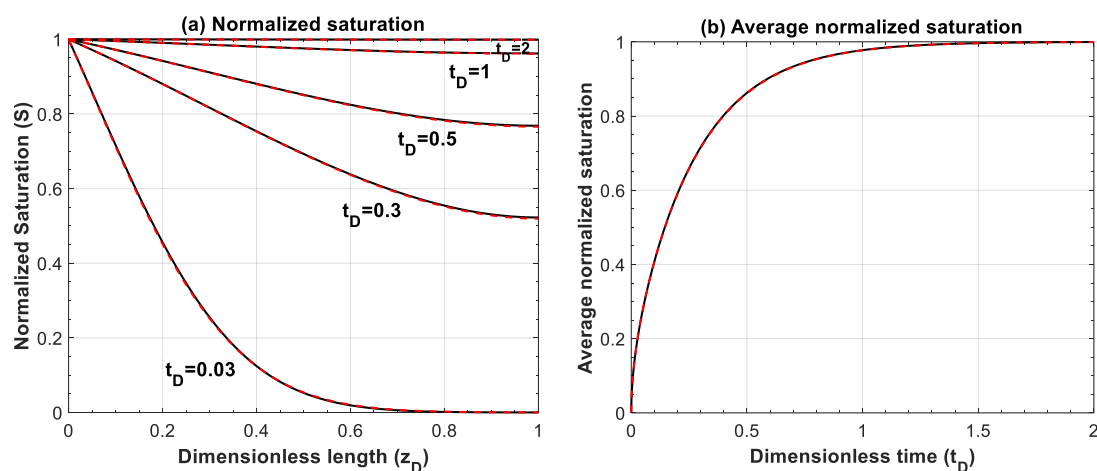 (a) Normalized saturation
Normalized Saturation (S)
1
0.8
0.6
0.4
0.2
0
t_D=2
t_D=1
t_D=0.5
t_D=0.3
t_D=0.03
0 0.2 0.4 0.6 0.8 1
Dimensionless length (z_D)
(b) Average normalized saturation
Average normalized saturation
1
0.8
0.6
0.4
0.2
0
0 0.5 1 1.5 2
Dimensionless time (t_D)